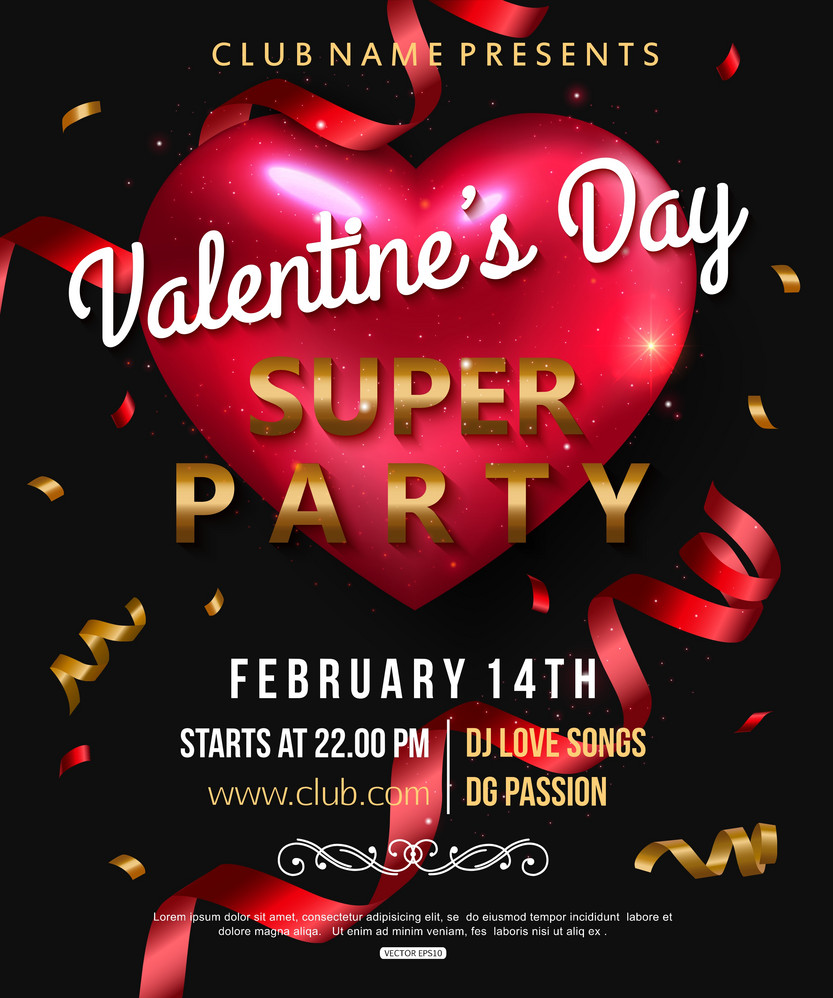 CLUB NAME PRESENTS
Valentine's Day
SUPER
PARTY
FEBRUARY 14TH
STARTS AT 22.00 PM
www.club.com
DJ LOVE SONGS
DG PASSION
Lorem ipsum dolor sit amet, consectetur adipisicing elit, se do eiusmod tempor incididunt labore et
dolore magna aliqa. Ut enim ad minim veniam, fes laboris nisi ut aliq ex .
VECTOR EPS10